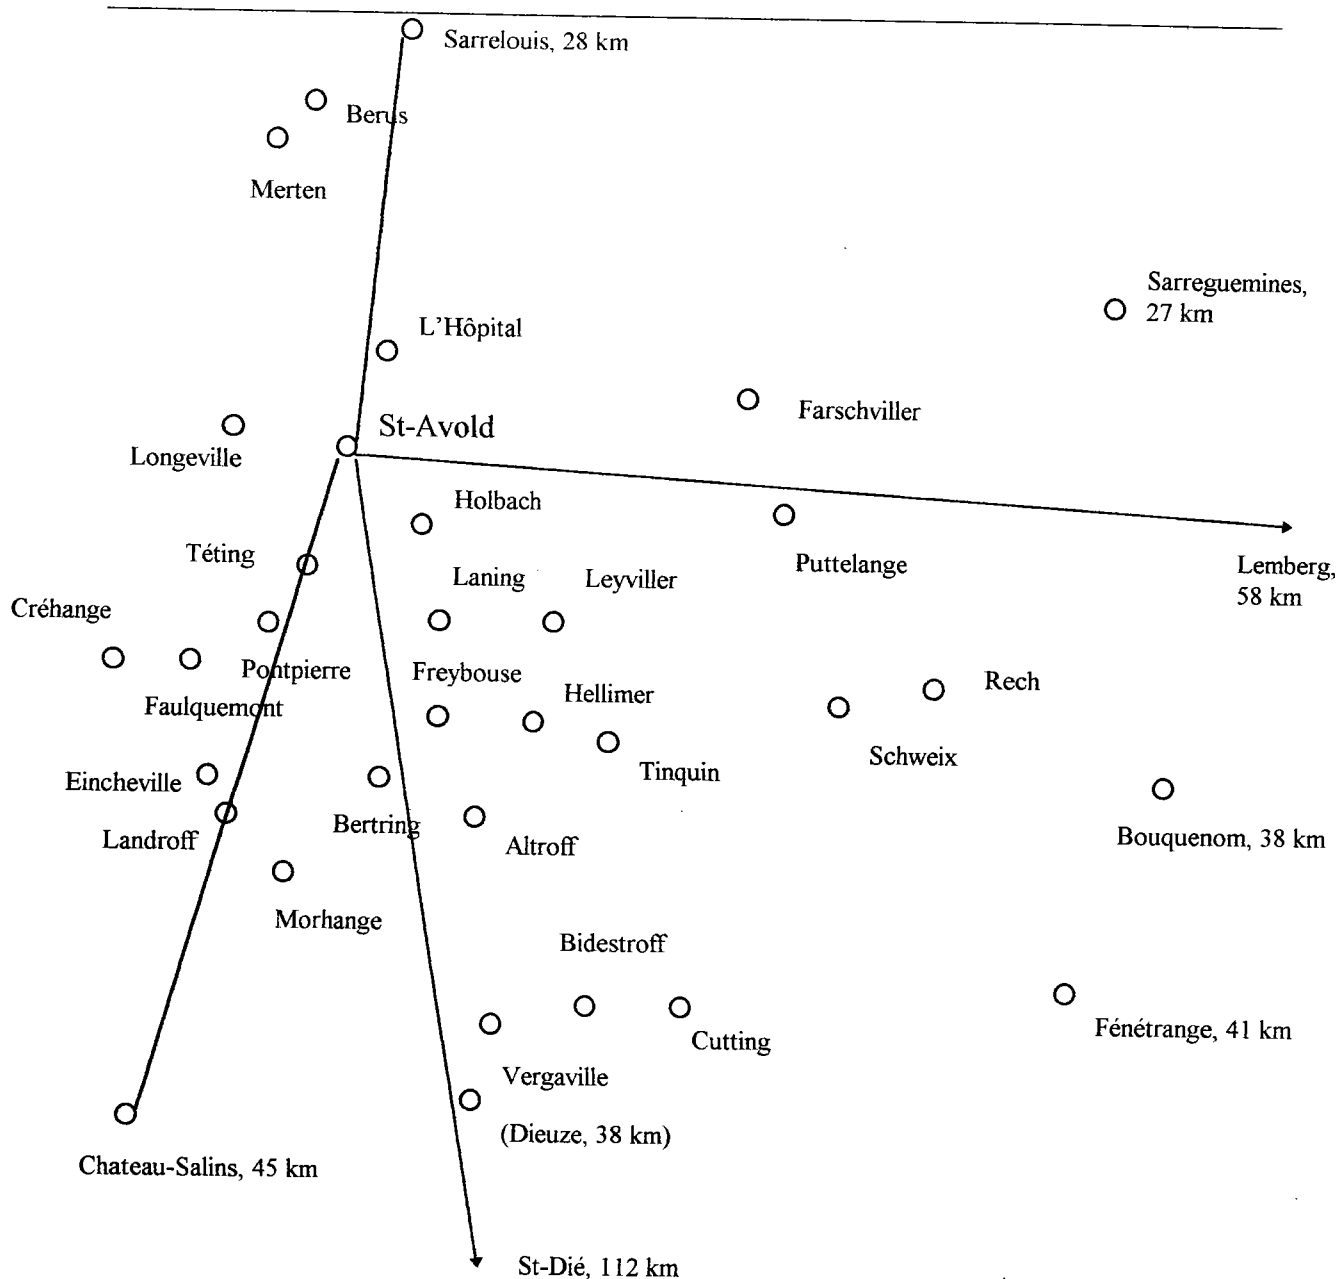 Sarrelouis, 28 km
Berus
Merten
Sarreguemines,
27 km
L'Hôpital
Farschviller
St-Avold
Longeville
Holbach
Téting
Puttelange
Lemberg,
58 km
Laning
Leyviller
Créhange
Pontpierre
Freybouse
Hellimer
Rech
Faulquemont
Schweix
Tinquin
Eincheville
Bertring
Landroff
Altroff
Bouquenom, 38 km
Morhange
Bidestroff
Cutting
Fénétrange, 41 km
Vergaville
(Dieuze, 38 km)
Chateau-Salins, 45 km
St-Dié, 112 km